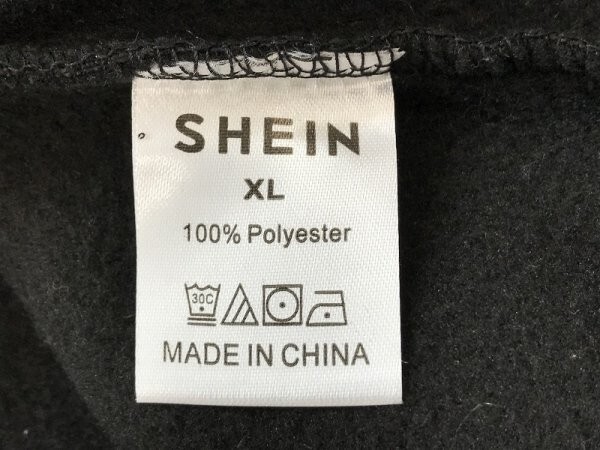 SHEIN
XL
100% Polyester
30C
MADE IN CHINA